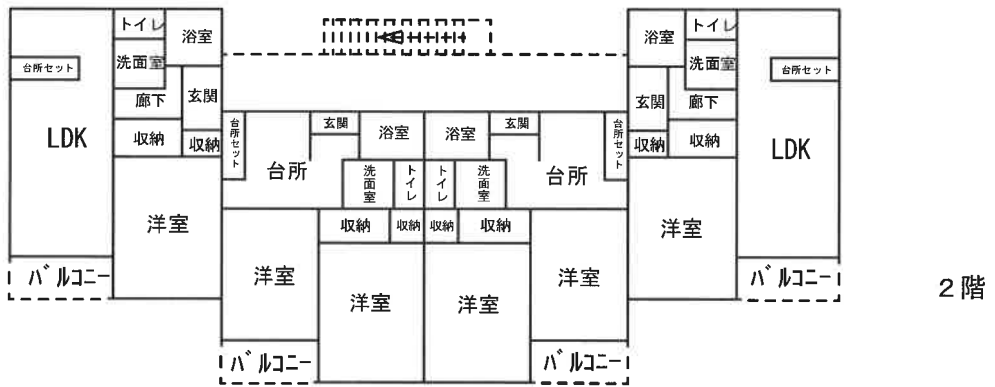 トイレ
浴室
浴室
トイレ
台所セット
洗面室
洗面室
台所セット
廊下
玄関
玄関
廊下
LDK
収納
収納
台所セット
玄関
浴室
浴室
玄関
台所セット
収納
収納
LDK
台所
洗面室
トイレ
トイレ
洗面室
台所
洋室
収納
収納
収納
収納
洋室
バルコニー
洋室
洋室
洋室
洋室
バルコニー
2階
バルコニー
バルコニー